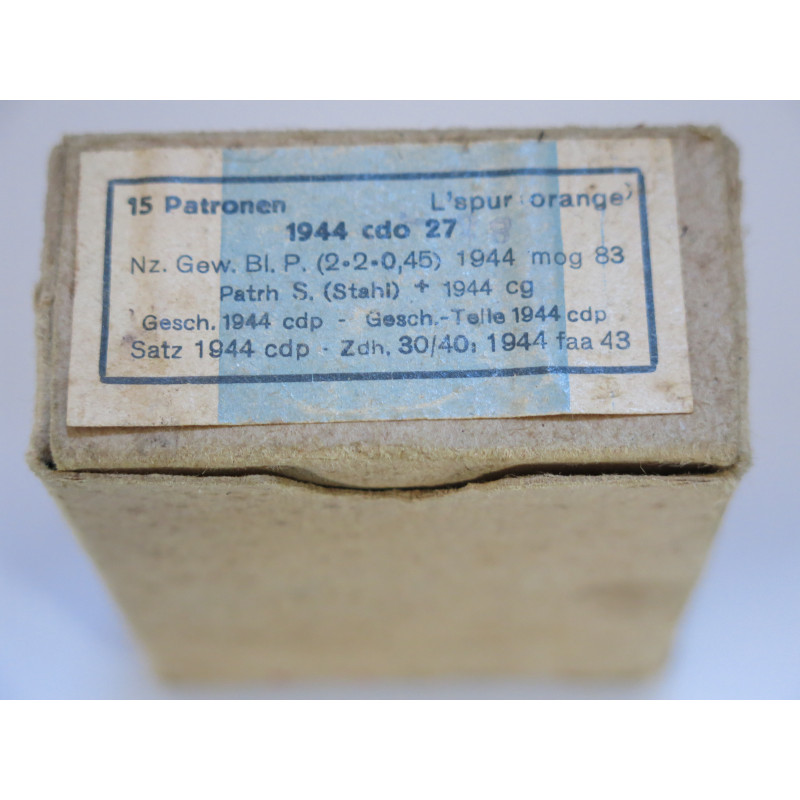 15 Patronen L'spur (orange)
1944 cdo 27
Nz. Gew. Bl. P. (2·2·0,45) 1944 mog 83
Patrh S. (Stahl) + 1944 cg
Gesch. 1944 cdp - Gesch.-Teile 1944 cdp
Satz 1944 cdp - Zdh. 30/40: 1944 faa 43